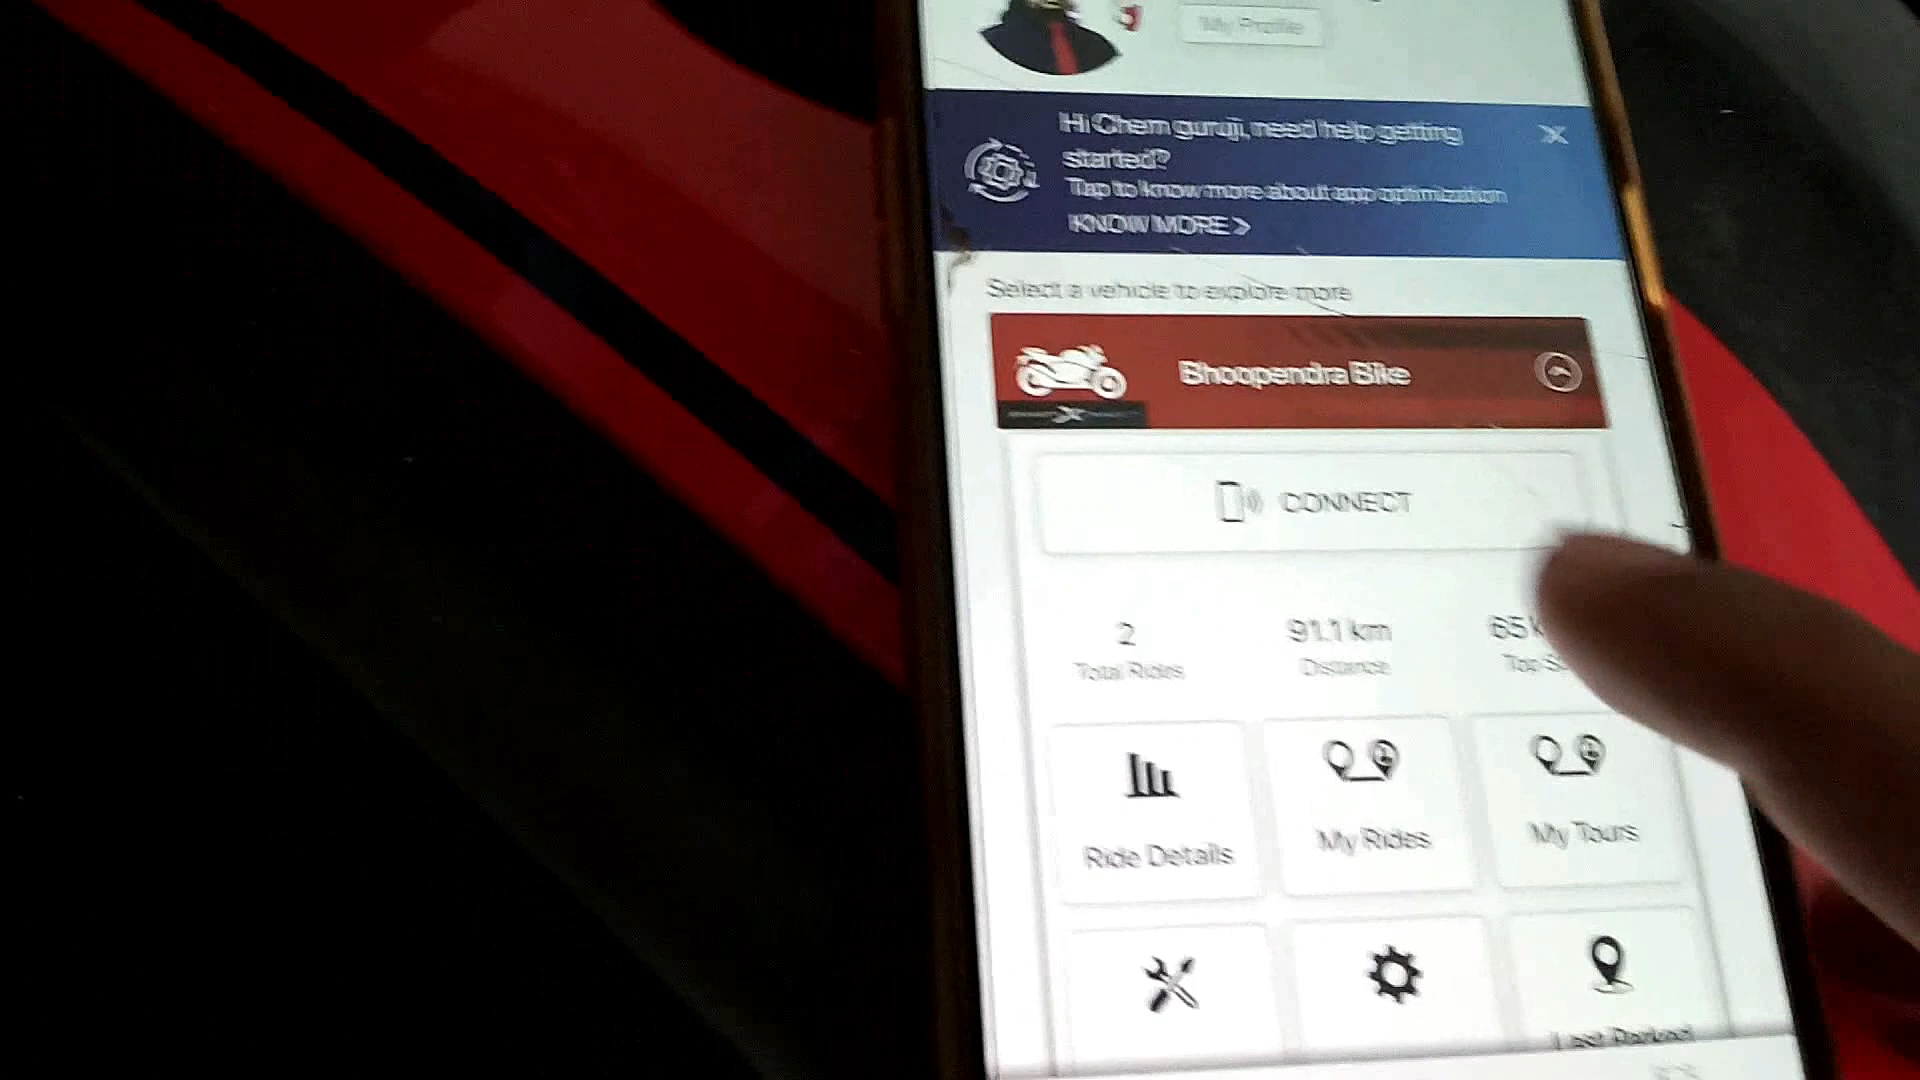 My Profile
Hi Chem guruji, need help getting
started?
Tap to know more about app optimization
KNOW MORE >
Select a vehicle to explore more
Bhoopendra Bike
CONNECT
2
91.1 km
65
Total Rides
Distance
Top
Ride Details
My Rides
My Tours
Last Parked